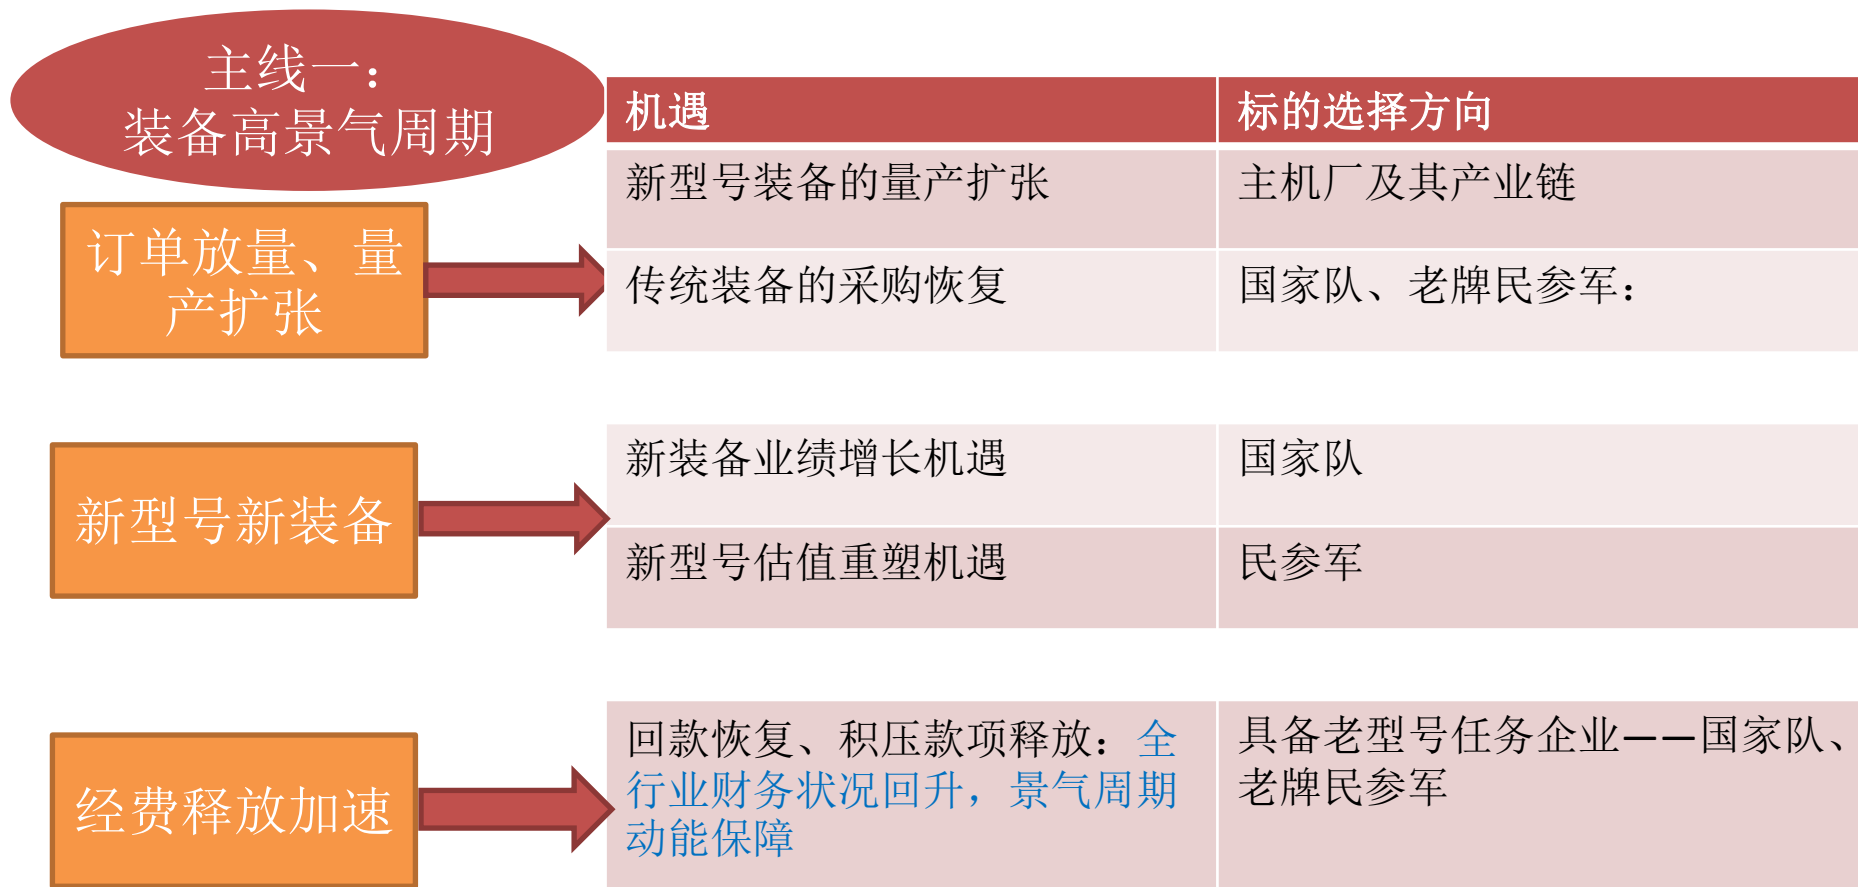 主线一：
装备高景气周期
机遇
标的选择方向
订单放量、量
产扩张
新型号装备的量产扩张
主机厂及其产业链
传统装备的采购恢复
国家队、老牌民参军：
新型号新装备
新装备业绩增长机遇
国家队
新型号估值重塑机遇
民参军
经费释放加速
回款恢复、积压款项释放：全
行业财务状况回升，景气周期
动能保障
具备老型号任务企业——国家队、
老牌民参军